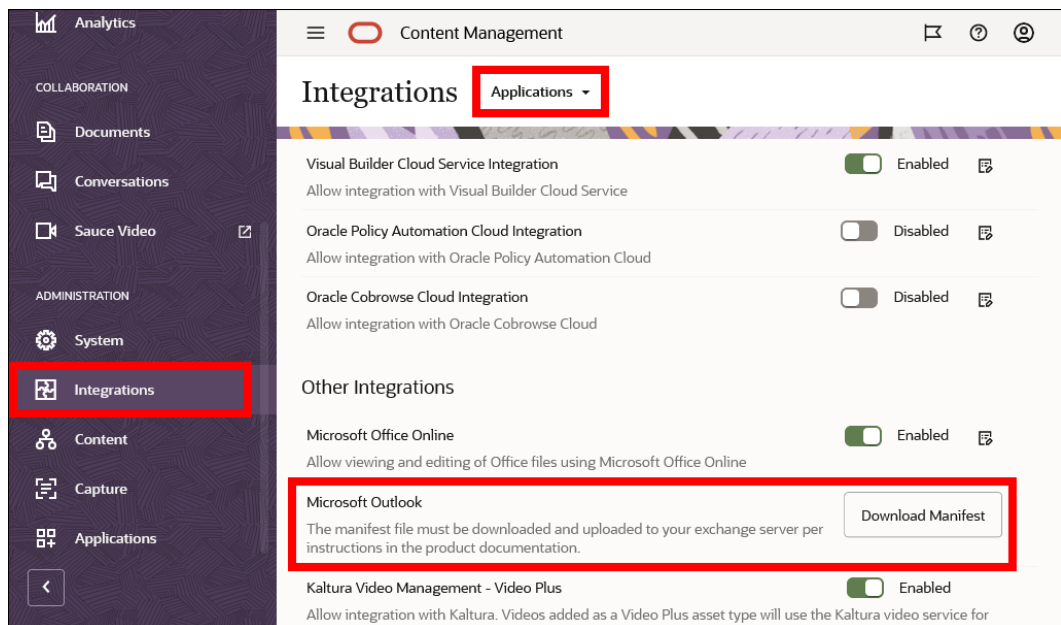 Analytics
COLLABORATION
Documents
Conversations
Sauce Video
ADMINISTRATION
System
Integrations
Content
Capture
Applications
Content Management
Integrations
Applications
Visual Builder Cloud Service Integration
Enabled
Allow integration with Visual Builder Cloud Service
Oracle Policy Automation Cloud Integration
Disabled
Allow integration with Oracle Policy Automation Cloud
Oracle Cobrowse Cloud Integration
Disabled
Allow integration with Oracle Cobrowse Cloud
Other Integrations
Microsoft Office Online
Enabled
Allow viewing and editing of Office files using Microsoft Office Online
Microsoft Outlook
The manifest file must be downloaded and uploaded to your exchange server per
instructions in the product documentation.
Download Manifest
Kaltura Video Management - Video Plus
Enabled
Allow integration with Kaltura. Videos added as a Video Plus asset type will use the Kaltura video service for